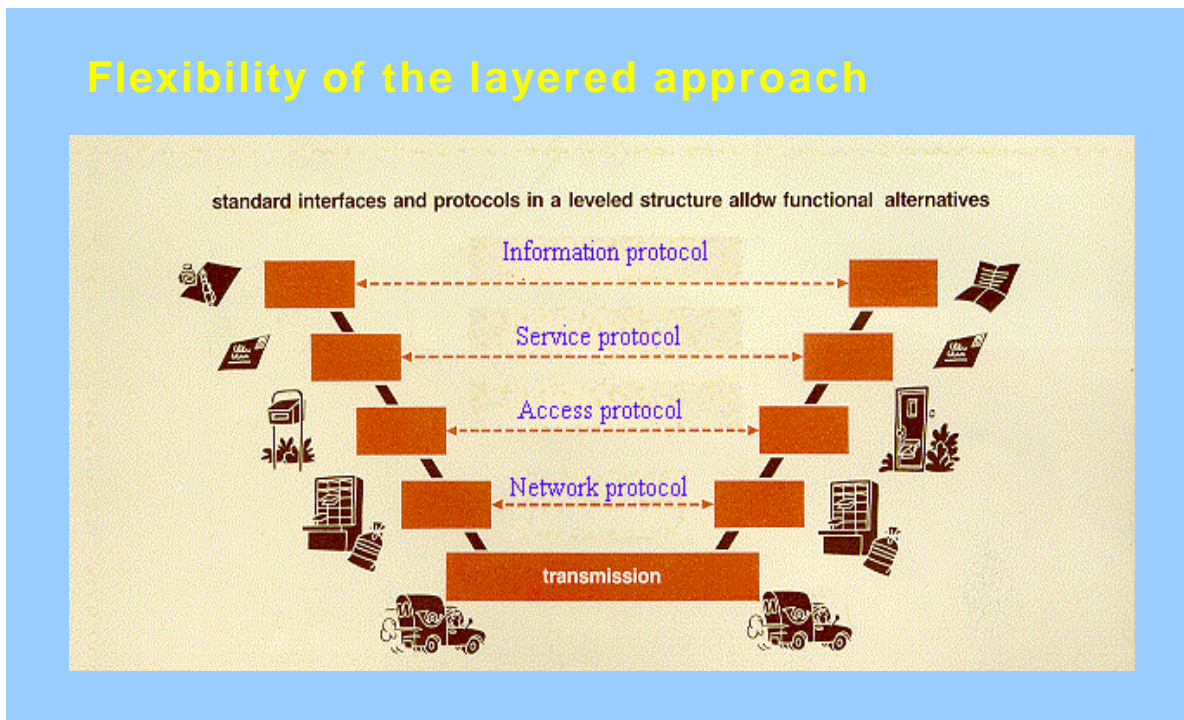 Flexibility of the layered approach
standard interfaces and protocols in a leveled structure allow functional alternatives
Information protocol
Service protocol
Access protocol
Network protocol
transmission